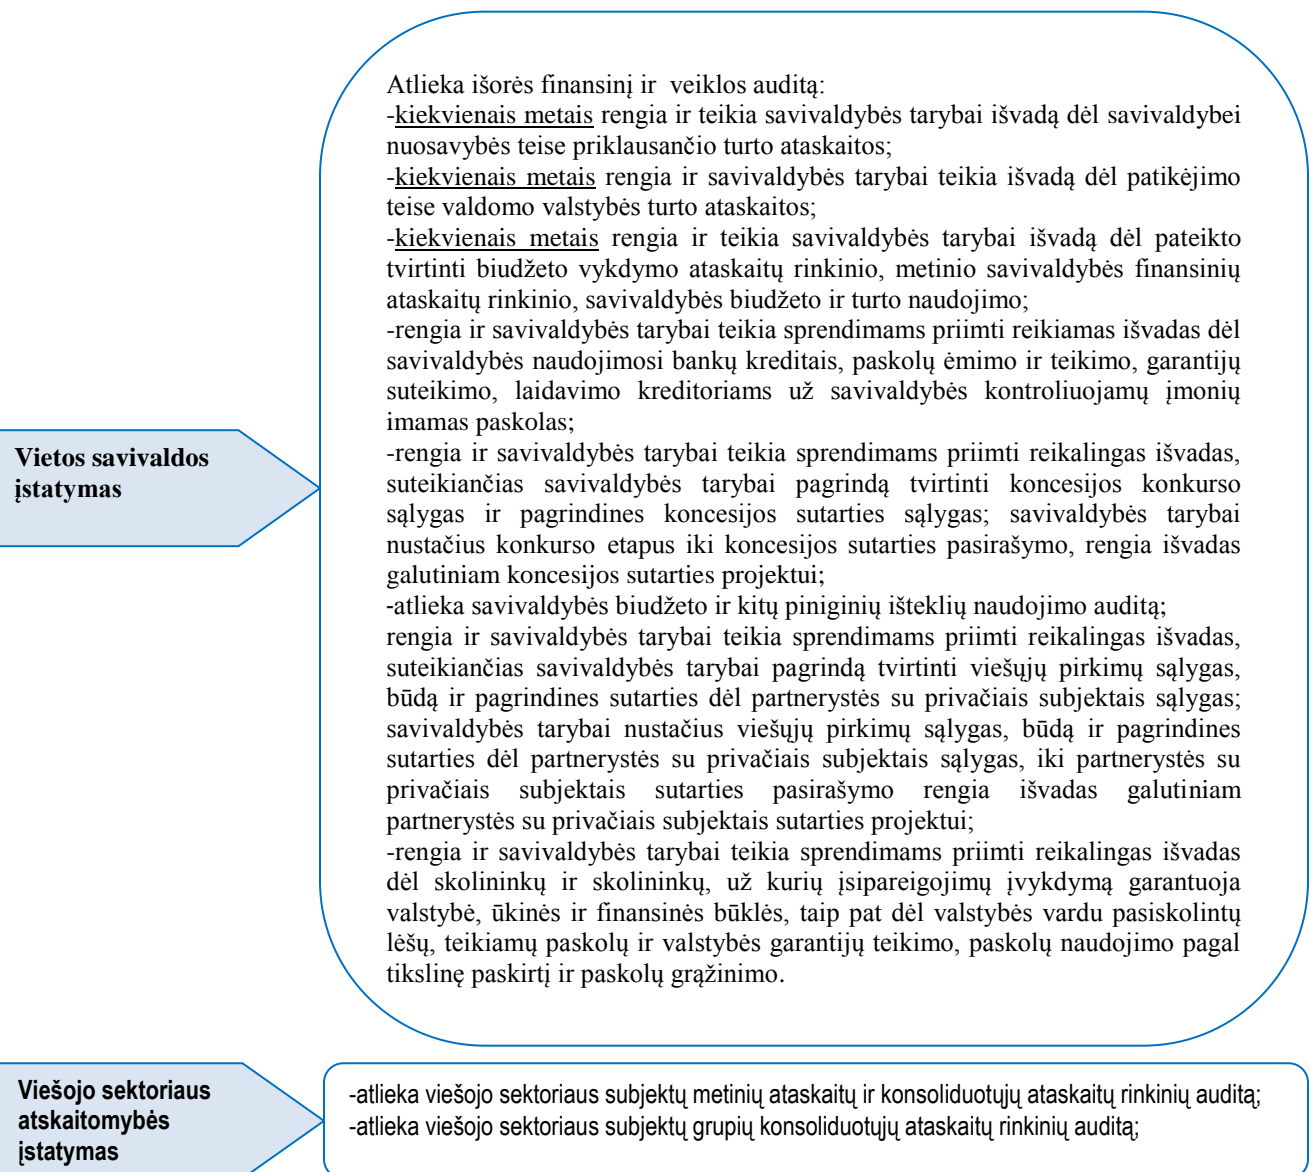 Atlieka išorės finansinį ir veiklos auditą:
-kiekvienais metais rengia ir teikia savivaldybės tarybai išvadą dėl savivaldybei
nuosavybės teise priklausančio turto ataskaitos;
-kiekvienais metais rengia ir savivaldybės tarybai teikia išvadą dėl patikėjimo
teise valdomo valstybės turto ataskaitos;
-kiekvienais metais rengia ir teikia savivaldybės tarybai išvadą dėl pateikto
tvirtinti biudžeto vykdymo ataskaitų rinkinio, metinio savivaldybės finansinių
ataskaitų rinkinio, savivaldybės biudžeto ir turto naudojimo;
-rengia ir savivaldybės tarybai teikia sprendimams priimti reikiamas išvadas dėl
savivaldybės naudojimosi bankų kreditais, paskolų ėmimo ir teikimo, garantijų
suteikimo, laidavimo kreditoriams už savivaldybės kontroliuojamų įmonių
imamas paskolas;
-rengia ir savivaldybės tarybai teikia sprendimams priimti reikalingas išvadas,
suteikiančias savivaldybės tarybai pagrindą tvirtinti koncesijos konkurso
sąlygas ir pagrindines koncesijos sutarties sąlygas; savivaldybės tarybai
nustačius konkurso etapus iki koncesijos sutarties pasirašymo, rengia išvadas
galutiniam koncesijos sutarties projektui;
-atlieka savivaldybės biudžeto ir kitų piniginių išteklių naudojimo auditą;
rengia ir savivaldybės tarybai teikia sprendimams priimti reikalingas išvadas,
suteikiančias savivaldybės tarybai pagrindą tvirtinti viešųjų pirkimų sąlygas,
būdą ir pagrindines sutarties dėl partnerystės su privačiais subjektais sąlygas;
savivaldybės tarybai nustačius viešųjų pirkimų sąlygas, būdą ir pagrindines
sutarties dėl partnerystės su privačiais subjektais sąlygas, iki partnerystės su
privačiais subjektais sutarties pasirašymo rengia išvadas galutiniam
partnerystės su privačiais subjektais sutarties projektui;
-rengia ir savivaldybės tarybai teikia sprendimams priimti reikalingas išvadas
dėl skolininkų ir skolininkų, už kurių įsipareigojimų įvykdymą garantuoja
valstybė, ūkinės ir finansinės būklės, taip pat dėl valstybės vardu pasiskolintų
lėšų, teikiamų paskolų ir valstybės garantijų teikimo, paskolų naudojimo pagal
tikslinę paskirtį ir paskolų grąžinimo.
Vietos savivaldos
įstatymas
Viešojo sektoriaus
atskaitomybės
įstatymas
-atlieka viešojo sektoriaus subjektų metinių ataskaitų ir konsoliduotųjų ataskaitų rinkinių auditą;
-atlieka viešojo sektoriaus subjektų grupių konsoliduotųjų ataskaitų rinkinių auditą;